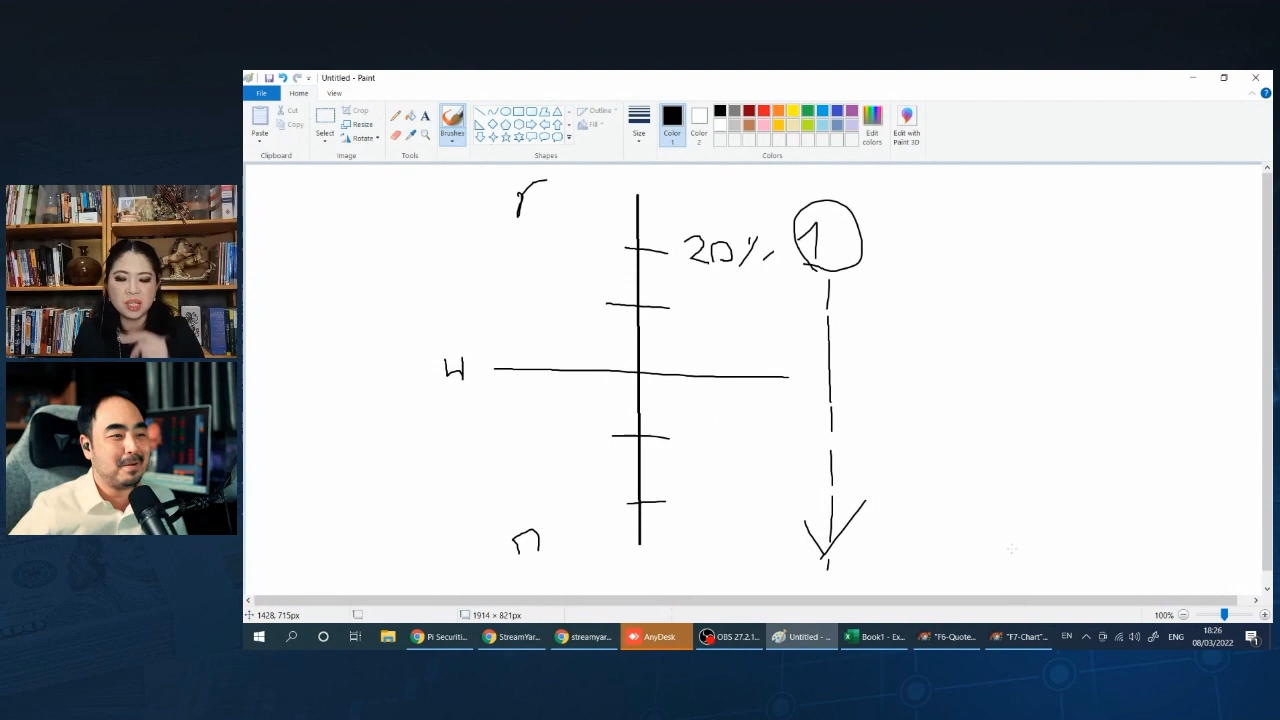 Untitled - Paint
File
Home
View
Paste
Cut
Copy
Select
Crop
Resize
Rotate
Brushes
Outline
Fill
Size
Color 1
Color 2
Edit colors
Edit with Paint 3D
Clipboard
Image
Tools
Shapes
Colors
20% 1
1428, 715px
1914 × 821px
100%
Pi Securiti...
StreamYar...
streamyar...
AnyDesk
OBS 27.2.1...
Untitled - ...
Book1 - Ex...
"F6-Quote...
"F7-Chart"...
EN
ENG
18:26
08/03/2022